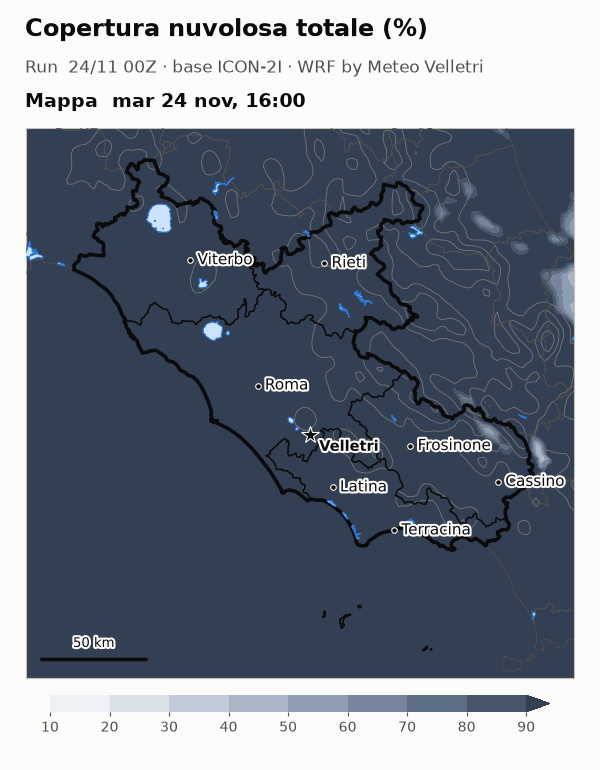 Copertura nuvolosa totale (%)
Run 24/11 00Z · base ICON-2I · WRF by Meteo Velletri
Mappa mar 24 nov, 16:00
Viterbo
Rieti
Roma
Velletri
Frosinone
Cassino
Latina
Terracina
50 km
10 20 30 40 50 60 70 80 90